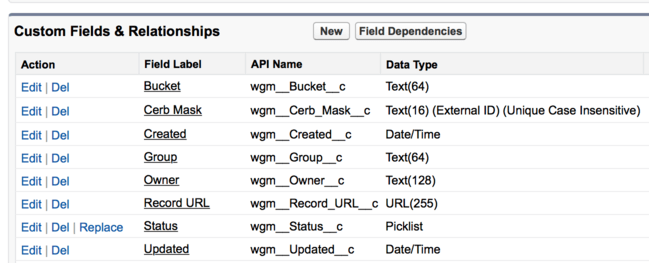 Custom Fields & Relationships New Field Dependencies
Action Field Label API Name Data Type
Edit | Del Bucket wgm__Bucket__c Text(64)
Edit | Del Cerb Mask wgm__Cerb_Mask__c Text(16) (External ID) (Unique Case Insensitive)
Edit | Del Created wgm__Created__c Date/Time
Edit | Del Group wgm__Group__c Text(64)
Edit | Del Owner wgm__Owner__c Text(128)
Edit | Del Record URL wgm__Record_URL__c URL(255)
Edit | Del | Replace Status wgm__Status__c Picklist
Edit | Del Updated wgm__Updated__c Date/Time